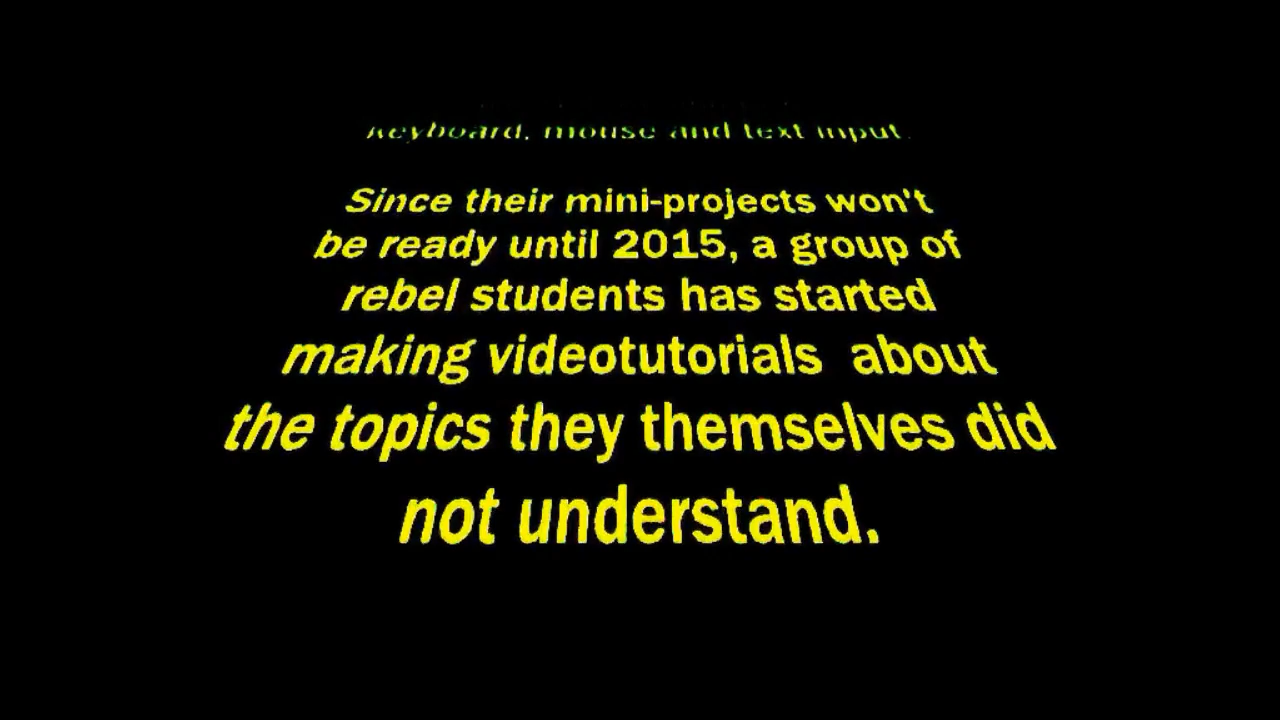 keyboard, mouse and text input.
Since their mini-projects won't
be ready until 2015, a group of
rebel students has started
making videotutorials about
the topics they themselves did
not understand.